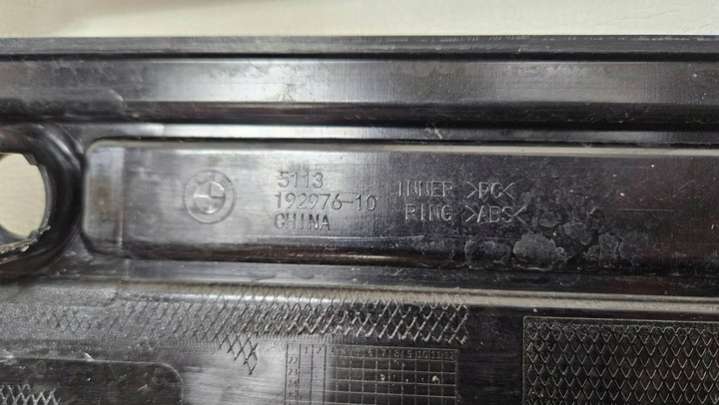 5113
192976-10
CHINA
INNER >PC<
RING >ABS<